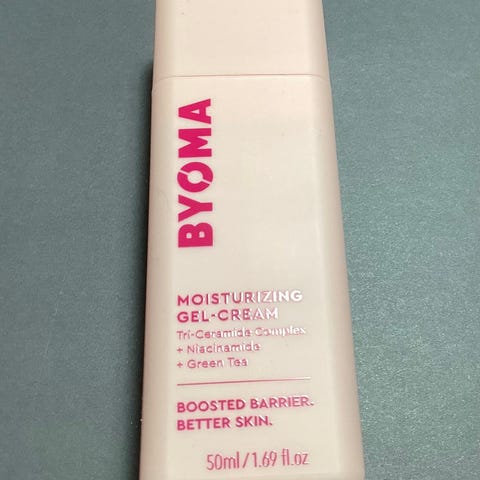 BYOMA
MOISTURIZING
GEL-CREAM
Tri-Ceramide Complex
+ Niacinamide
+ Green Tea
BOOSTED BARRIER.
BETTER SKIN.
50ml/1.69 fl.oz